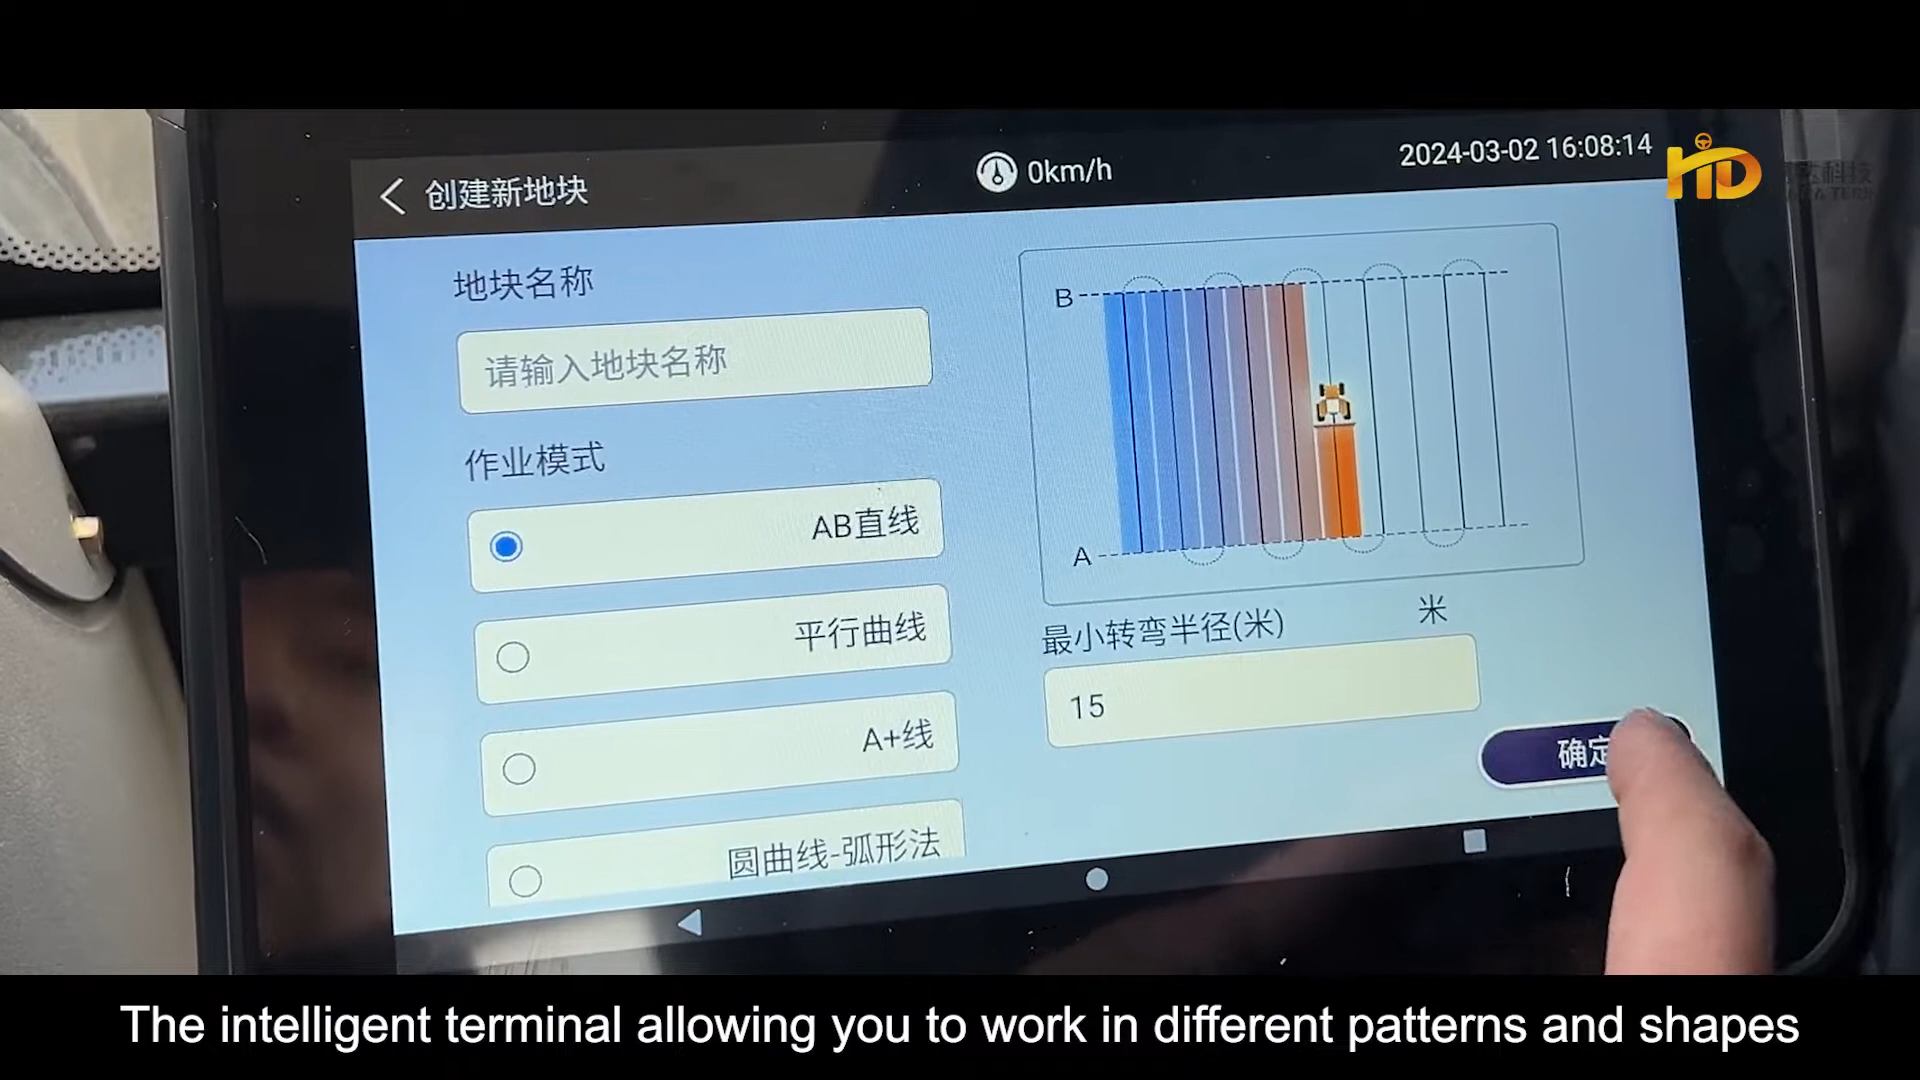 创建新地块
0km/h
2024-03-02 16:08:14
HD
地块名称
请输入地块名称
作业模式
AB直线
平行曲线
A+线
圆曲线-弧形法
B
A
最小转弯半径(米)
米
15
确定
The intelligent terminal allowing you to work in different patterns and shapes